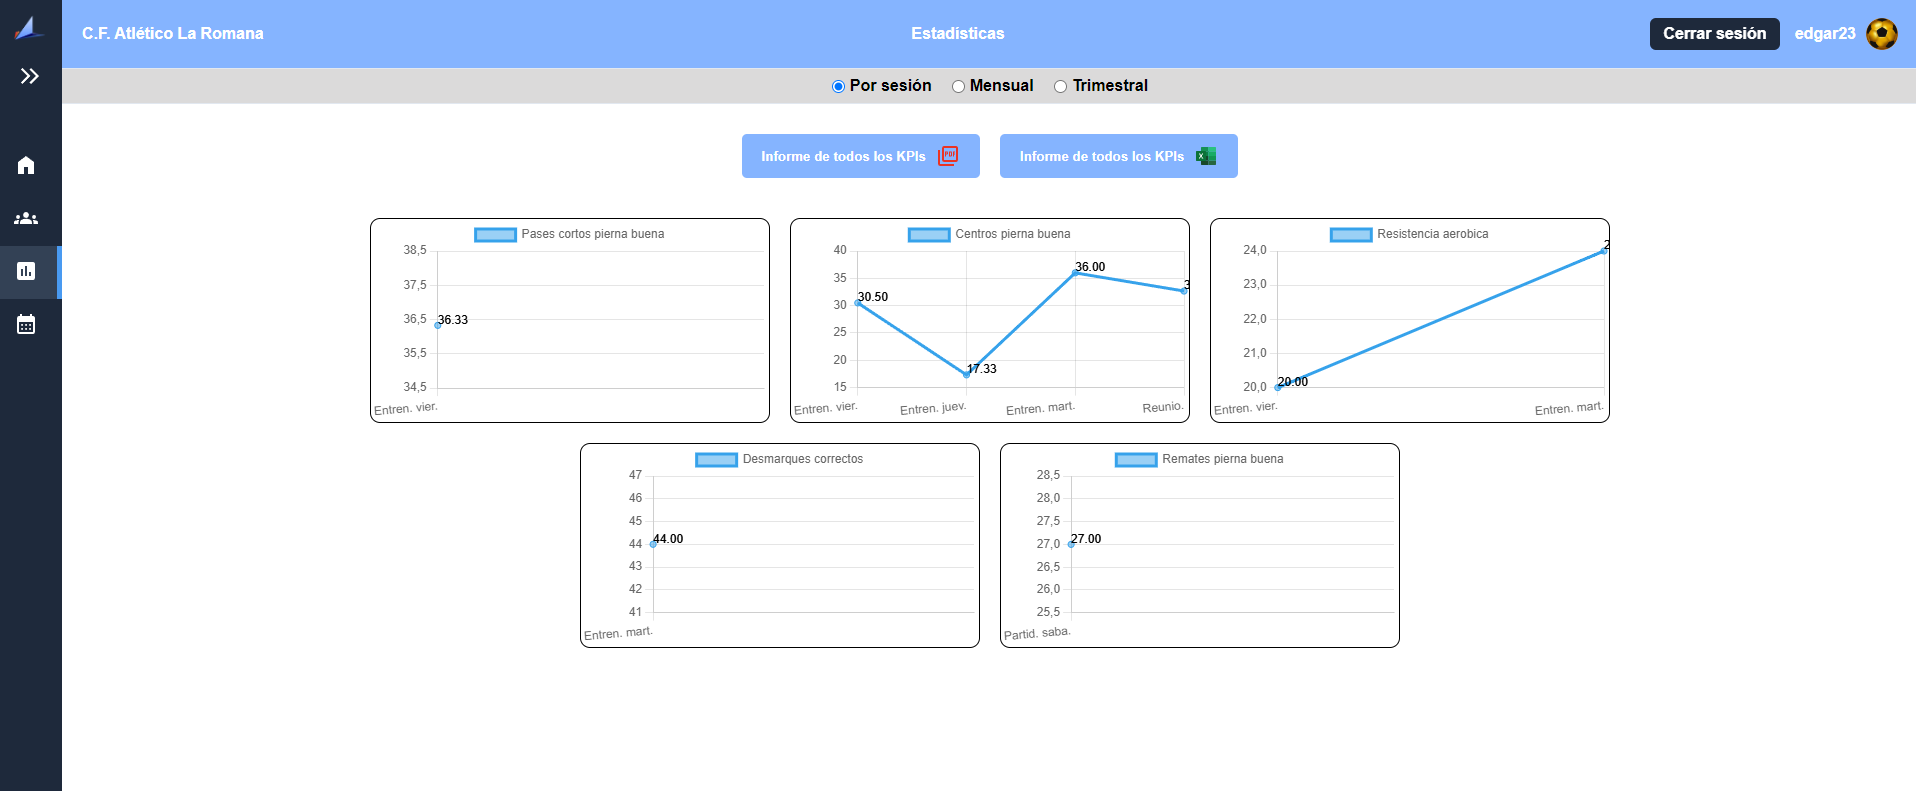 C.F. Atlético La Romana
Estadísticas
Cerrar sesión
edgar23
Por sesión
Mensual
Trimestral
Informe de todos los KPIs
PDF
Informe de todos los KPIs
X
Pases cortos pierna buena
38,5
37,5
36,5
35,5
34,5
36.33
Entren. vier.
Centros pierna buena
40
35
30
25
20
15
30.50
17.33
36.00
3
Entren. vier.
Entren. juev.
Entren. mart.
Reunio.
Resistencia aerobica
24,0
23,0
22,0
21,0
20,0
20.00
2
Entren. vier.
Entren. mart.
Desmarques correctos
47
46
45
44
43
42
41
44.00
Entren. mart.
Remates pierna buena
28,5
28,0
27,5
27,0
26,5
26,0
25,5
27.00
Partid. saba.